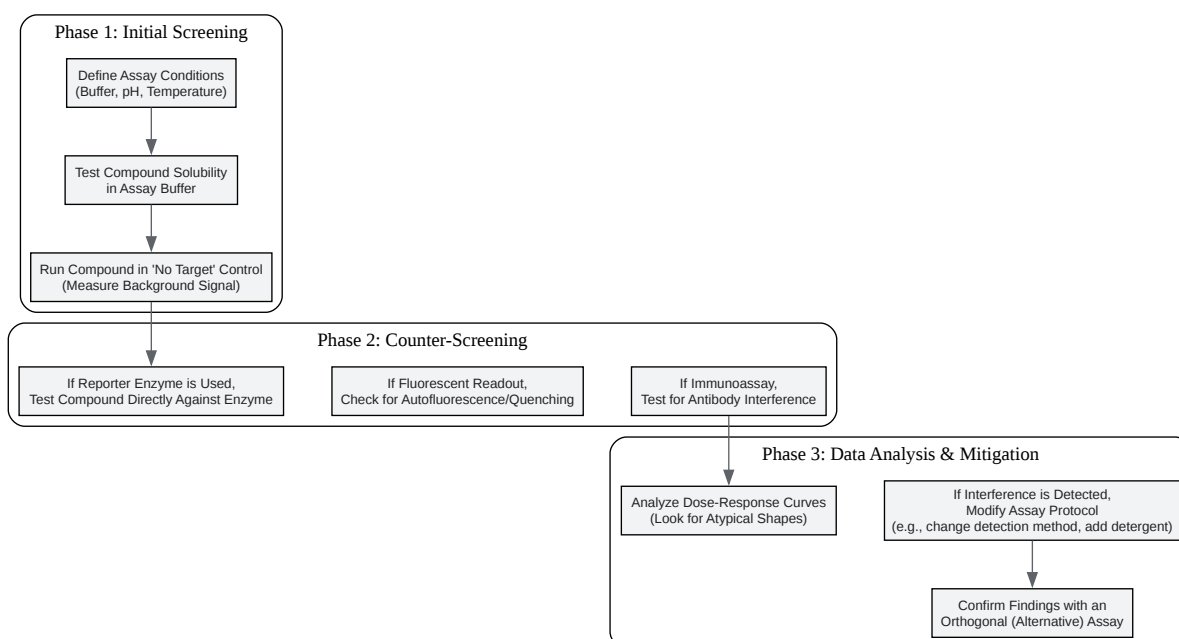 Phase 1: Initial Screening
Define Assay Conditions
(Buffer, pH, Temperature)
Test Compound Solubility
in Assay Buffer
Run Compound in 'No Target' Control
(Measure Background Signal)
Phase 2: Counter-Screening
If Reporter Enzyme is Used,
Test Compound Directly Against Enzyme
If Fluorescent Readout,
Check for Autofluorescence/Quenching
If Immunoassay,
Test for Antibody Interference
Phase 3: Data Analysis & Mitigation
Analyze Dose-Response Curves
(Look for Atypical Shapes)
If Interference is Detected,
Modify Assay Protocol
(e.g., change detection method, add detergent)
Confirm Findings with an
Orthogonal (Alternative) Assay